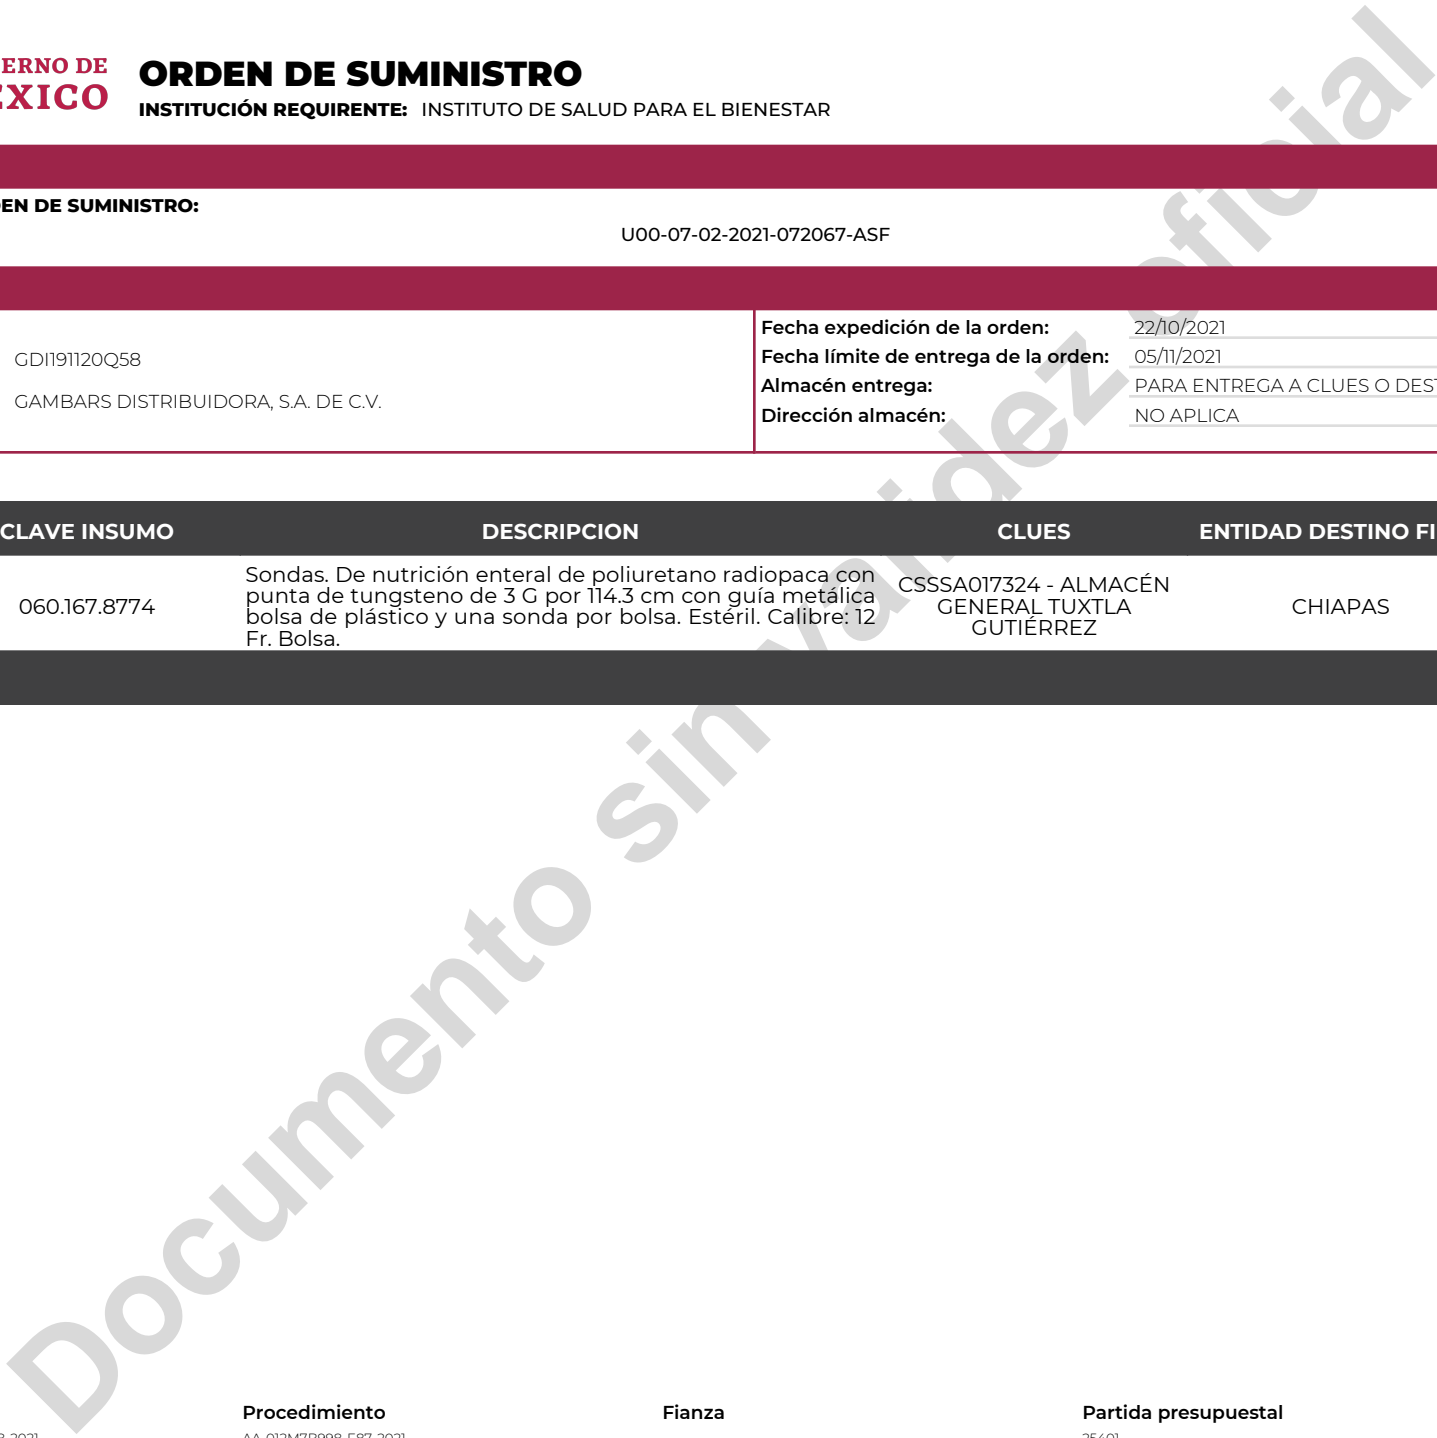 ERNO DE
ORDEN DE SUMINISTRO
INSTITUCIÓN REQUIRENTE: INSTITUTO DE SALUD PARA EL BIENESTAR
EXICO
EN DE SUMINISTRO:
U00-07-02-2021-072067-ASF
Fecha expedición de la orden: 22/10/2021
GDI191120Q58
Fecha límite de entrega de la orden: 05/11/2021
Almacén entrega: PARA ENTREGA A CLUES O DEST
GAMBARS DISTRIBUIDORA, S.A. DE C.V.
Dirección almacén: NO APLICA
CLAVE INSUMO DESCRIPCION CLUES ENTIDAD DESTINO FI
060.167.8774
Sondas. De nutrición enteral de poliuretano radiopaca con
punta de tungsteno de 3 G por 114.3 cm con guía metálica
bolsa de plástico y una sonda por bolsa. Estéril. Calibre: 12
Fr. Bolsa.
CSSSA017324 - ALMACÉN
GENERAL TUXTLA
GUTIÉRREZ
CHIAPAS
Documento sin validez oficial
Procedimiento Fianza Partida presupuestal